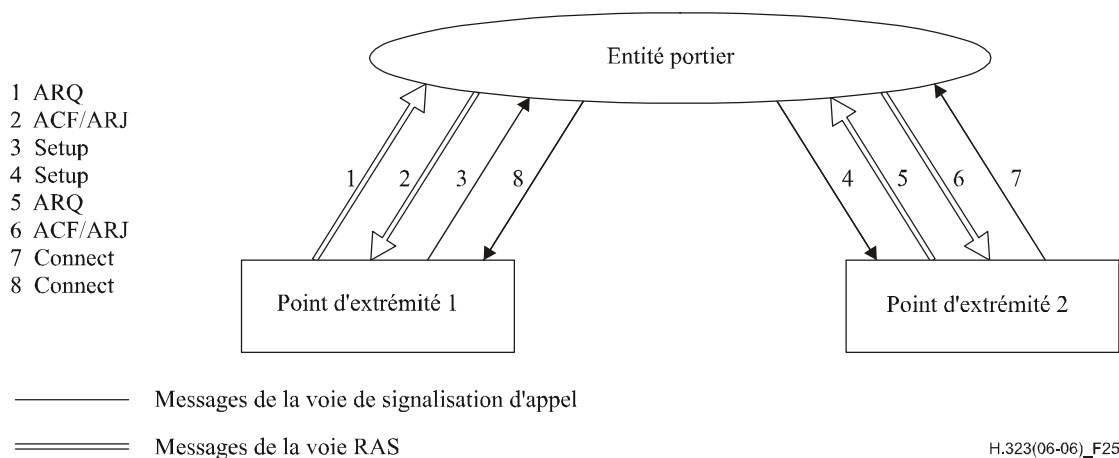 Entité portier
1 ARQ
2 ACF/ARJ
3 Setup
4 Setup
5 ARQ
6 ACF/ARJ
7 Connect
8 Connect
1 2 3 8 4 5 6 7
Point d'extrémité 1
Point d'extrémité 2
Messages de la voie de signalisation d'appel
Messages de la voie RAS
H.323(06-06)_F25